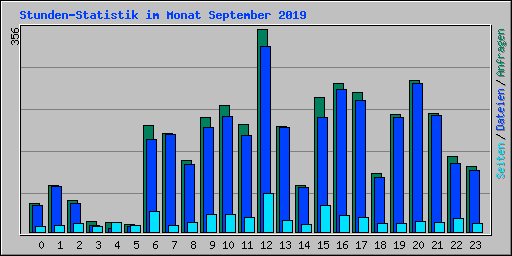 Stunden-Statistik im Monat September 2019
356
Seiten / Dateien / Anfragen
0 1 2 3 4 5 6 7 8 9 10 11 12 13 14 15 16 17 18 19 20 21 22 23